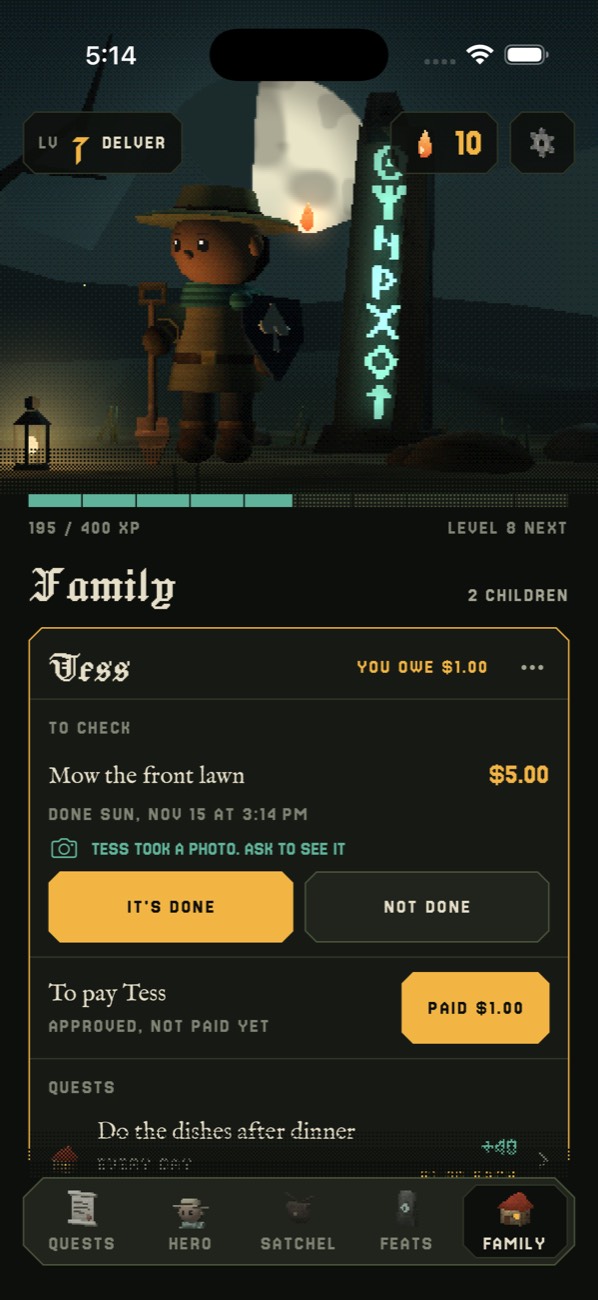 5:14
LV 7 DELVER
10
195 / 400 XP
LEVEL 8 NEXT
Family
2 CHILDREN
Tess
YOU OWE $1.00
TO CHECK
Mow the front lawn
$5.00
DONE SUN, NOV 15 AT 3:14 PM
TESS TOOK A PHOTO. ASK TO SEE IT
IT'S DONE
NOT DONE
To pay Tess
PAID $1.00
APPROVED, NOT PAID YET
QUESTS
Do the dishes after dinner
+40
EVERY DAY
QUESTS
HERO
SATCHEL
FEATS
FAMILY